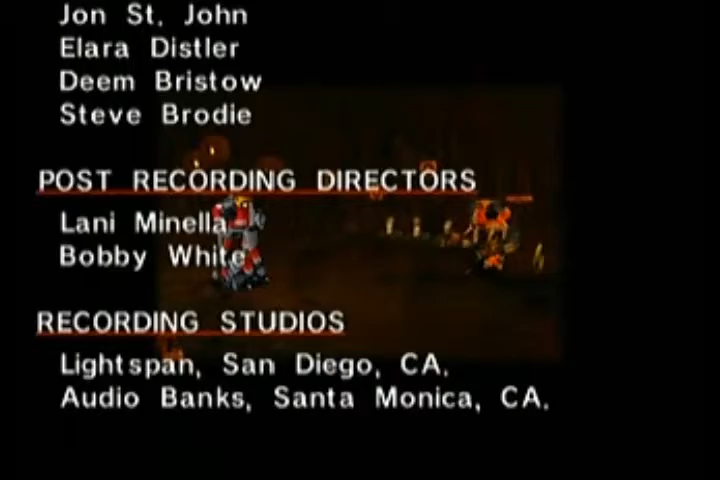 Jon St. John
Elara Distler
Deem Bristow
Steve Brodie
POST RECORDING DIRECTORS
Lani Minella
Bobby White
RECORDING STUDIOS
Lightspan, San Diego, CA.
Audio Banks, Santa Monica, CA.